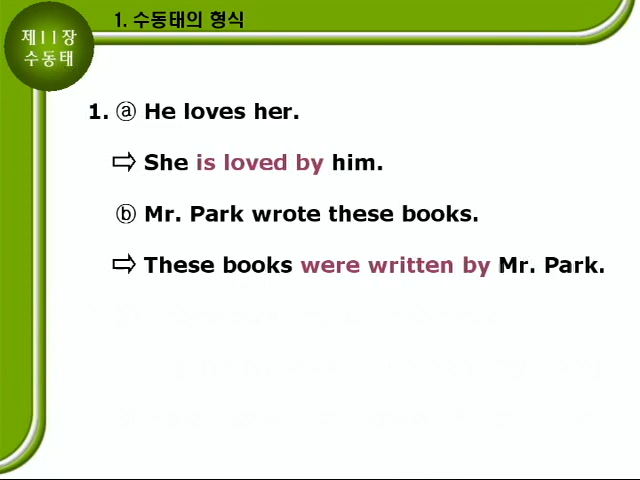 1. 수동태의 형식
제11장
수동태
1. ⓐ He loves her.
⇨ She is loved by him.
ⓑ Mr. Park wrote these books.
⇨ These books were written by Mr. Park.